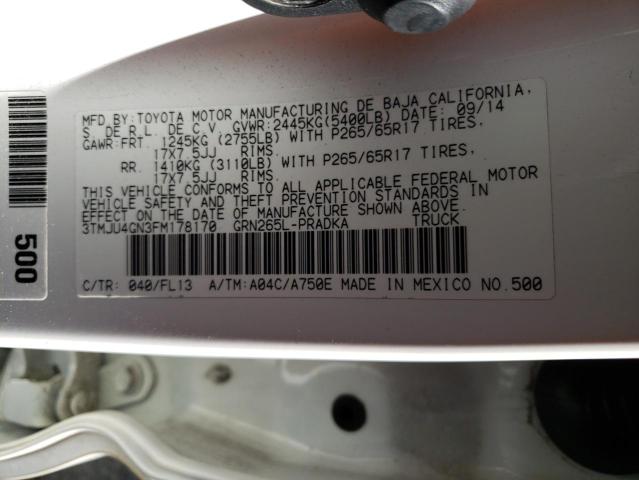 MFD.BY:TOYOTA MOTOR MANUFACTURING DE BAJA CALIFORNIA,
S. DE R.L. DE C.V. GVWR:2445KG(5400LB) DATE: 09/14
GAWR:FRT. 1245KG (2755LB) WITH P265/65R17 TIRES,
17X7.5JJ RIMS.
RR. 1410KG (3110LB) WITH P265/65R17 TIRES,
17X7.5JJ RIMS.
THIS VEHICLE CONFORMS TO ALL APPLICABLE FEDERAL MOTOR
VEHICLE SAFETY AND THEFT PREVENTION STANDARDS IN
EFFECT ON THE DATE OF MANUFACTURE SHOWN ABOVE.
3TMJU4GN3FM178170 GRN265L-PRADKA TRUCK
C/TR: 040/FL13 A/TM:A04C/A750E MADE IN MEXICO NO.500
500